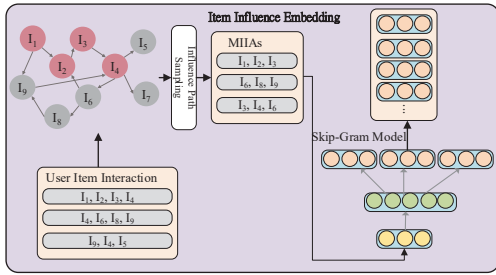 Item Influence Embedding
I₁
I₃
I₅
I₂
I₄
I₉
I₆
I₇
I₈
Influence Path
Sampling
MIIAs
I₁, I₂, I₃
I₆, I₈, I₉
I₃, I₄, I₆
...
Skip-Gram Model
User Item Interaction
I₁, I₂, I₃, I₄
I₄, I₆, I₈, I₉
I₉, I₄, I₅